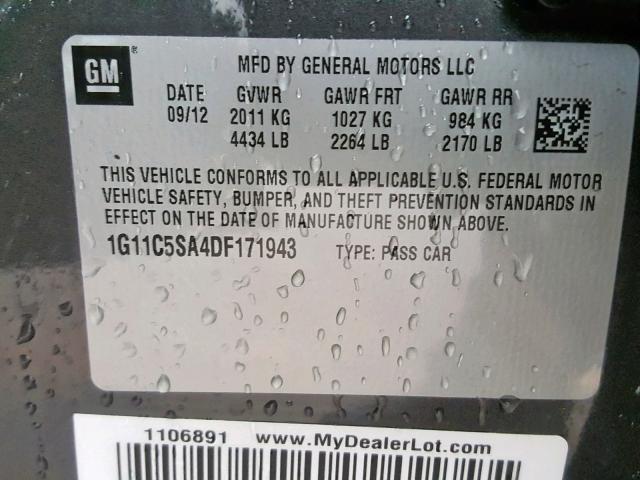 GM
MFD BY GENERAL MOTORS LLC
DATE GVWR GAWR FRT GAWR RR
09/12 2011 KG 1027 KG 984 KG
4434 LB 2264 LB 2170 LB
THIS VEHICLE CONFORMS TO ALL APPLICABLE U.S. FEDERAL MOTOR
VEHICLE SAFETY, BUMPER, AND THEFT PREVENTION STANDARDS IN
EFFECT ON THE DATE OF MANUFACTURE SHOWN ABOVE.
1G11C5SA4DF171943 TYPE: PASS CAR
1106891 www.MyDealerLot.com